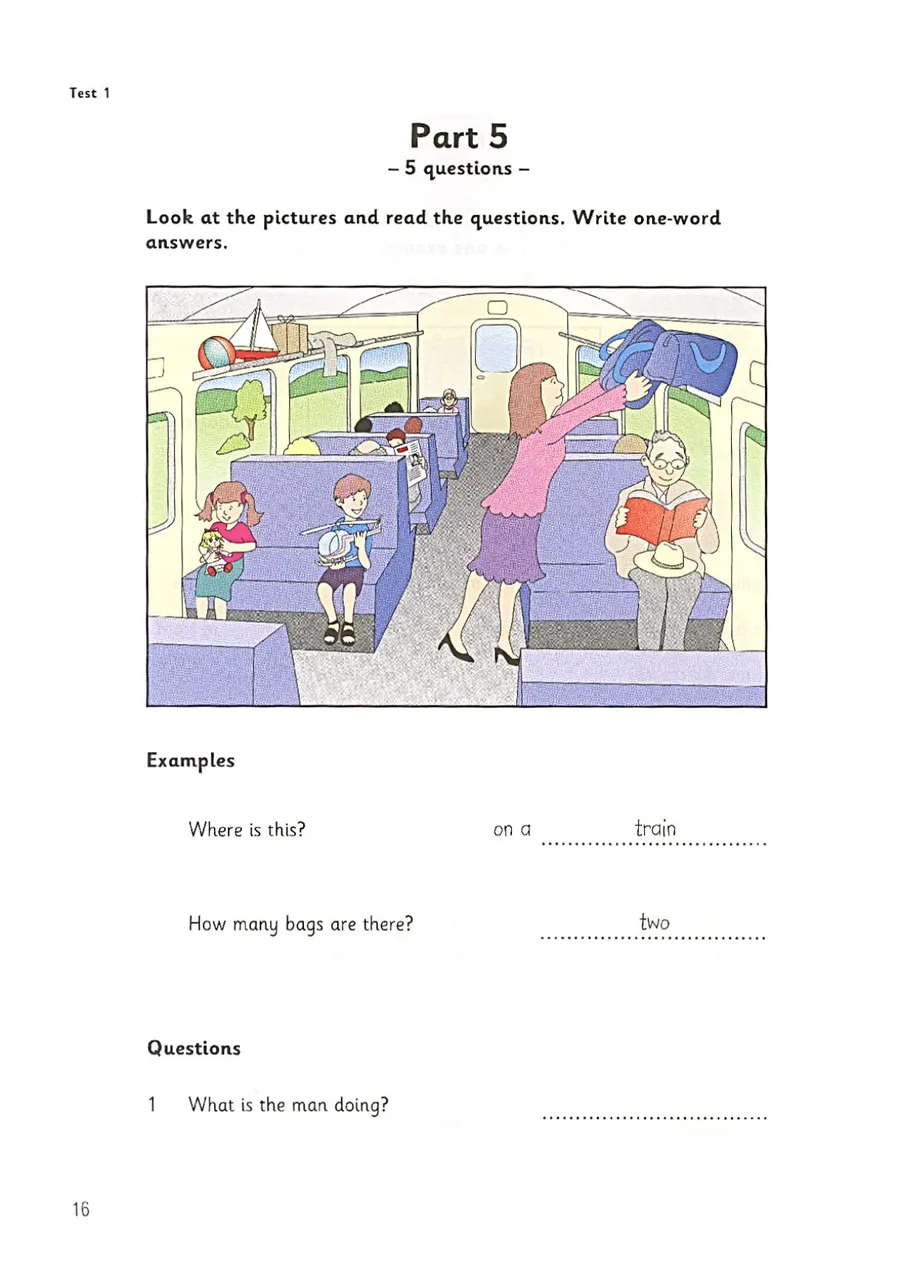 Test 1
Part 5
– 5 questions –
Look at the pictures and read the questions. Write one-word
answers.
Examples
Where is this? on a train
How many bags are there? two
Questions
1 What is the man doing?
16